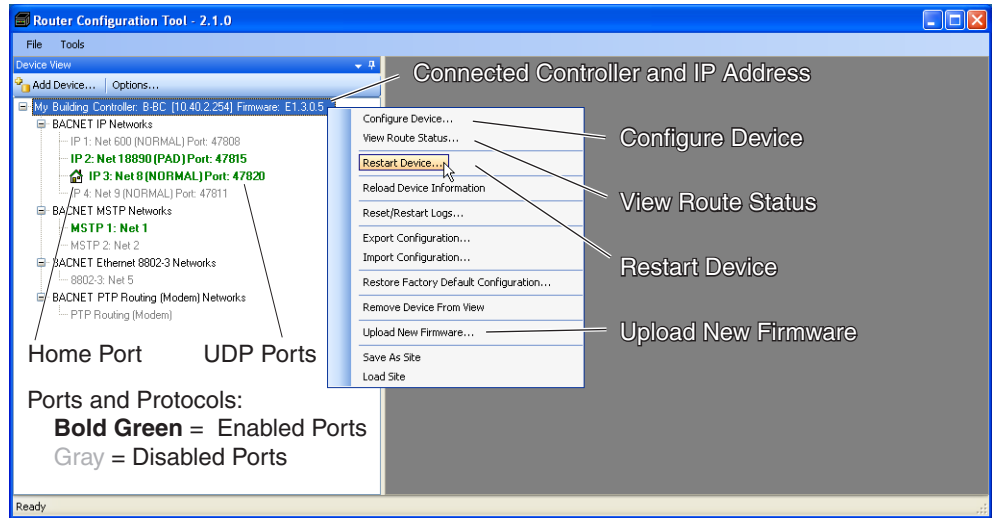 Router Configuration Tool - 2.1.0
File Tools
Device View
Add Device... Options...
Connected Controller and IP Address
My Building Controller: B-BC [10.40.2.254] Firmware: E1.3.0.5
BACNET IP Networks
IP 1: Net 600 (NORMAL) Port: 47808
IP 2: Net 18890 (PAD) Port: 47815
IP 3: Net 8 (NORMAL) Port: 47820
IP 4: Net 9 (NORMAL) Port: 47811
BACNET MSTP Networks
MSTP 1: Net 1
MSTP 2: Net 2
BACNET Ethernet 8802-3 Networks
8802-3: Net 5
BACNET PTP Routing (Modem) Networks
PTP Routing (Modem)
Configure Device...
View Route Status...
Restart Device...
Reload Device Information
Reset/Restart Logs...
Export Configuration...
Import Configuration...
Restore Factory Default Configuration...
Remove Device From View
Upload New Firmware...
Save As Site
Load Site
Configure Device
View Route Status
Restart Device
Upload New Firmware
Home Port UDP Ports
Ports and Protocols:
Bold Green = Enabled Ports
Gray = Disabled Ports
Ready